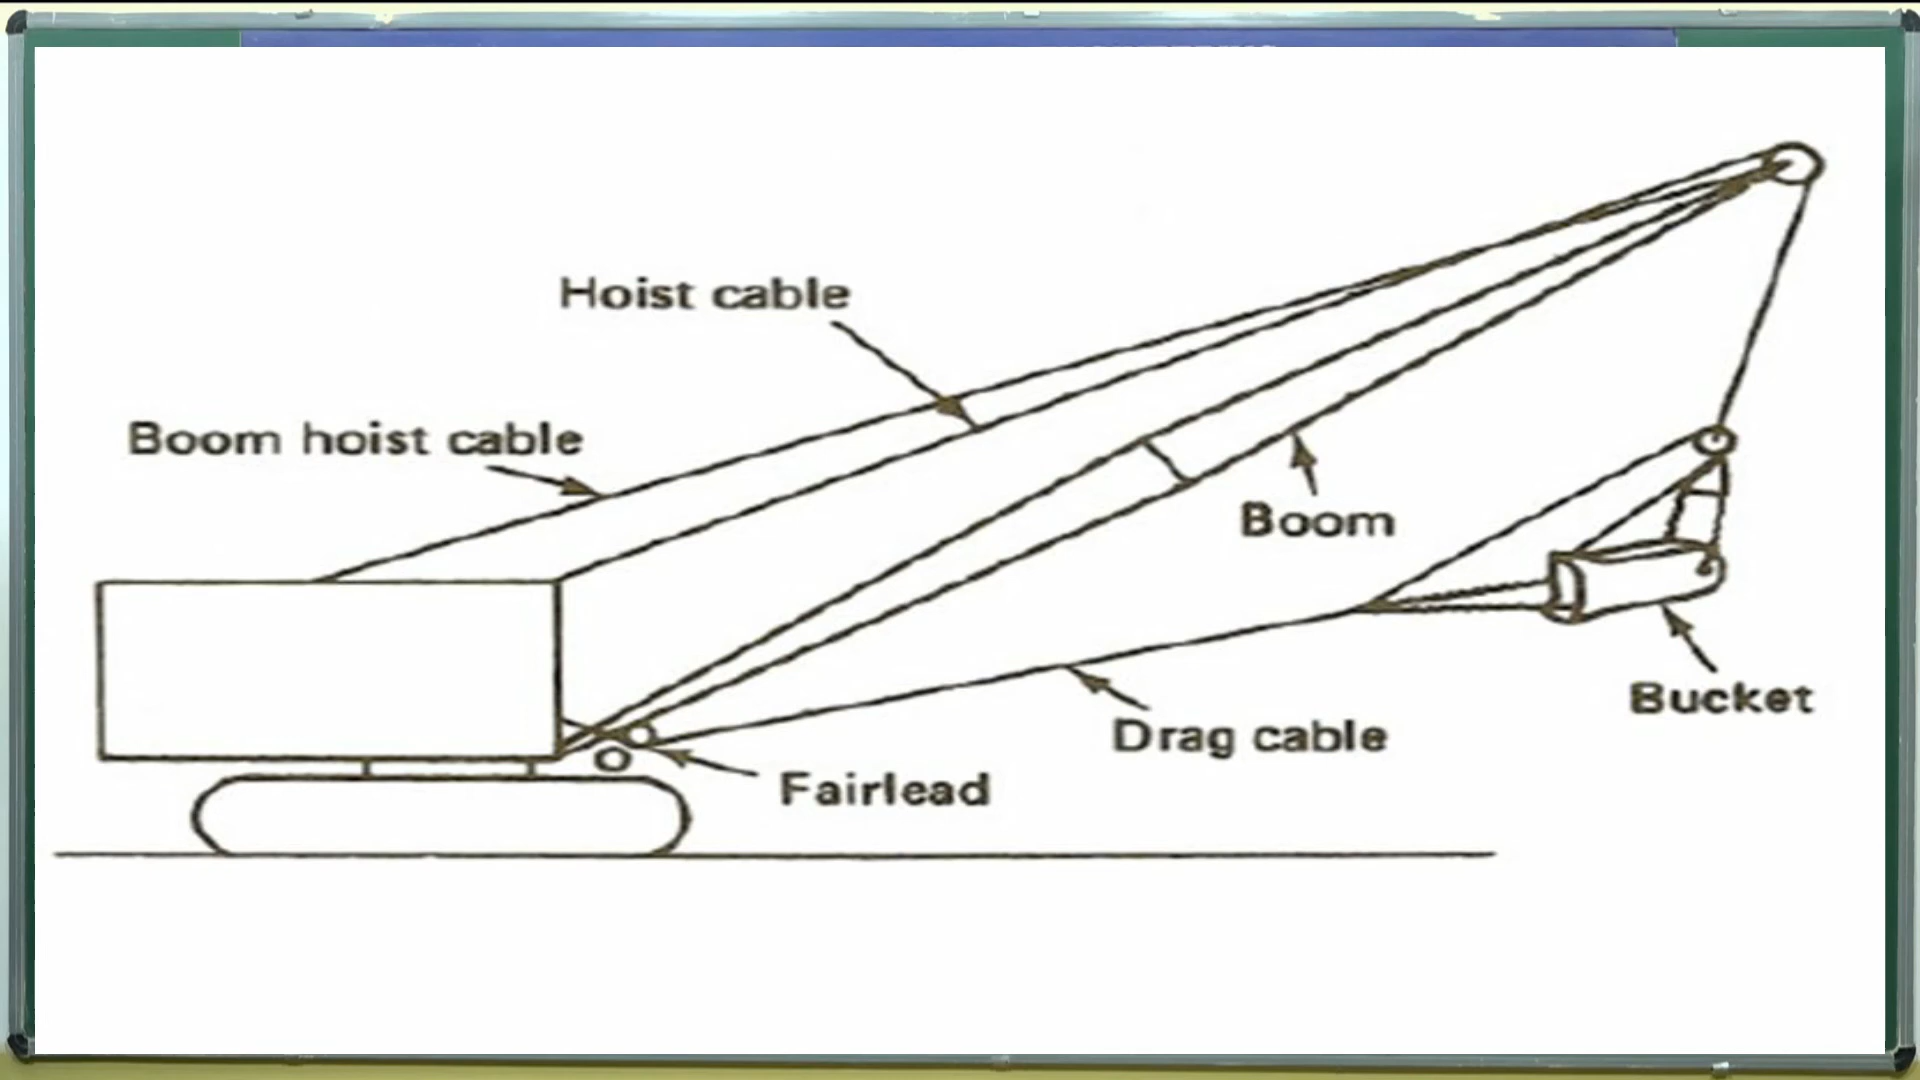 Hoist cable
Boom hoist cable
Boom
Bucket
Drag cable
Fairlead